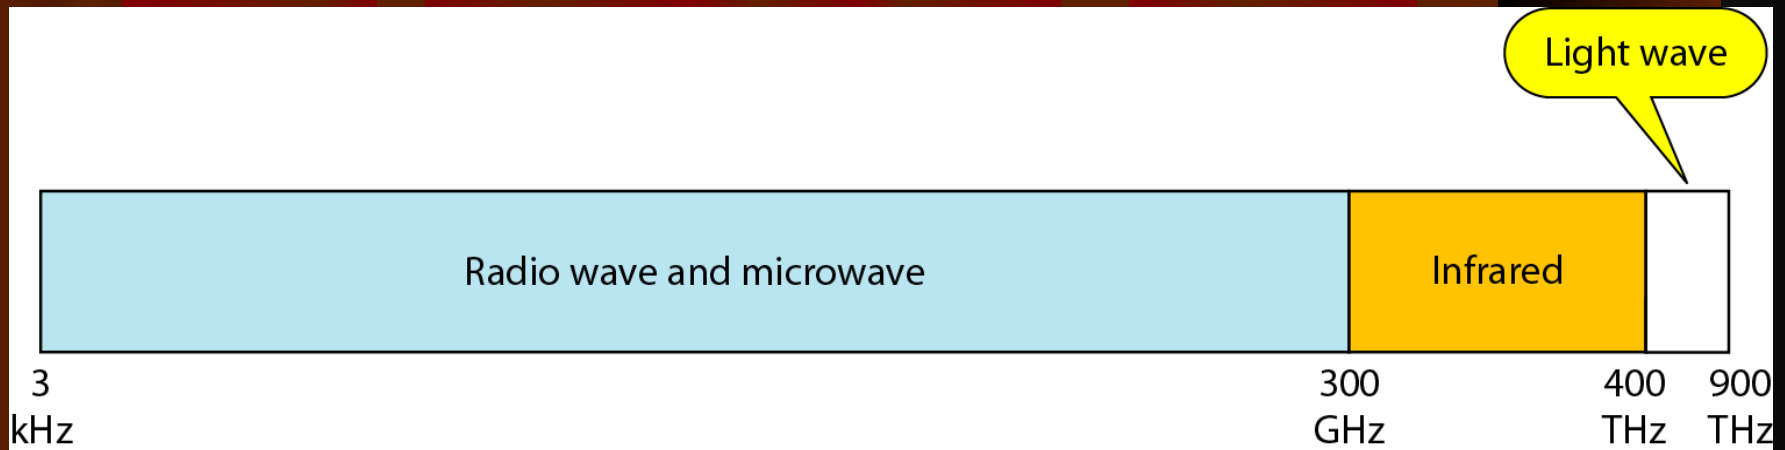 Light wave
Radio wave and microwave
Infrared
3 kHz
300 GHz
400 THz
900 THz